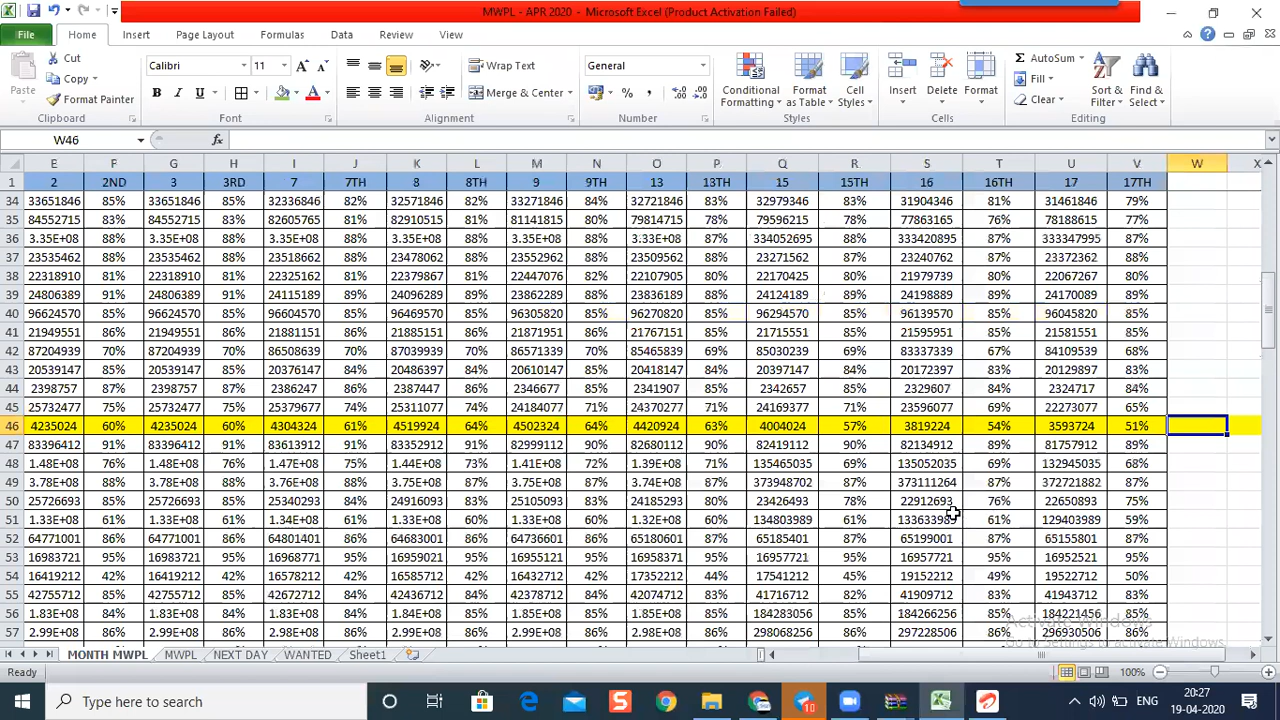 MWPL - APR 2020 - Microsoft Excel (Product Activation Failed)
File Home Insert Page Layout Formulas Data Review View
Cut
Copy
Format Painter
Paste
Clipboard
Calibri 11
B I U
Font
Wrap Text
Merge & Center
Alignment
General
Number
Conditional Formatting
Format as Table
Cell Styles
Styles
Insert Delete Format
Cells
AutoSum
Fill
Clear
Sort & Filter
Find & Select
Editing
W46 fx
E F G H I J K L M N O P Q R S T U V W X
1 2 2ND 3 3RD 7 7TH 8 8TH 9 9TH 13 13TH 15 15TH 16 16TH 17 17TH
34 33651846 85% 33651846 85% 32336846 82% 32571846 82% 33271846 84% 32721846 83% 32979346 83% 31904346 81% 31461846 79%
35 84552715 83% 84552715 83% 82605765 81% 82910515 81% 81141815 80% 79814715 78% 79596215 78% 77863165 76% 78188615 77%
36 3.35E+08 88% 3.35E+08 88% 3.35E+08 88% 3.35E+08 88% 3.35E+08 88% 3.33E+08 87% 334052695 88% 333420895 87% 333347995 87%
37 23535462 88% 23535462 88% 23518662 88% 23478062 88% 23552962 88% 23509562 88% 23271562 87% 23240762 87% 23372362 88%
38 22318910 81% 22318910 81% 22325162 81% 22379867 81% 22447076 82% 22107905 80% 22170425 80% 21979739 80% 22067267 80%
39 24806389 91% 24806389 91% 24115189 89% 24096289 89% 23862289 88% 23836189 88% 24124189 89% 24198889 89% 24170089 89%
40 96624570 85% 96624570 85% 96604570 85% 96469570 85% 96305820 85% 96270820 85% 96294570 85% 96139570 85% 96045820 85%
41 21949551 86% 21949551 86% 21881151 86% 21885151 86% 21871951 86% 21767151 85% 21715551 85% 21595951 85% 21581551 85%
42 87204939 70% 87204939 70% 86508639 70% 87039939 70% 86571339 70% 85465839 69% 85030239 69% 83337339 67% 84109539 68%
43 20539147 85% 20539147 85% 20376147 84% 20486397 84% 20610147 85% 20418147 84% 20397147 84% 20172397 83% 20129897 83%
44 2398757 87% 2398757 87% 2386247 86% 2387447 86% 2346677 85% 2341907 85% 2342657 85% 2329607 84% 2324717 84%
45 25732477 75% 25732477 75% 25379677 74% 25311077 74% 24184077 71% 24370277 71% 24169377 71% 23596077 69% 22273077 65%
46 4235024 60% 4235024 60% 4304324 61% 4519924 64% 4502324 64% 4420924 63% 4004024 57% 3819224 54% 3593724 51%
47 83396412 91% 83396412 91% 83613912 91% 83352912 91% 82999112 90% 82680112 90% 82419112 90% 82134912 89% 81757912 89%
48 1.48E+08 76% 1.48E+08 76% 1.47E+08 75% 1.44E+08 73% 1.41E+08 72% 1.39E+08 71% 135465035 69% 135052035 69% 132945035 68%
49 3.78E+08 88% 3.78E+08 88% 3.76E+08 88% 3.75E+08 87% 3.75E+08 87% 3.74E+08 87% 373948702 87% 373111264 87% 372721882 87%
50 25726693 85% 25726693 85% 25340293 84% 24916093 83% 25105093 83% 24185293 80% 23426493 78% 22912693 76% 22650893 75%
51 1.33E+08 61% 1.33E+08 61% 1.34E+08 61% 1.33E+08 60% 1.33E+08 60% 1.32E+08 60% 134803989 61% 133633989 61% 129403989 59%
52 64771001 87% 64771001 86% 64801401 86% 64483001 86% 64736601 86% 65180601 87% 65185401 87% 65199001 87% 65155801 87%
53 16983721 95% 16983721 95% 16968771 95% 16959021 95% 16955121 95% 16958371 95% 16957721 95% 16957721 95% 16952521 95%
54 16419212 42% 16419212 42% 16578212 42% 16585712 42% 16432712 42% 17352212 44% 17541212 45% 19152212 49% 19522712 50%
55 42755712 85% 42755712 85% 42672712 84% 42436712 84% 42378712 84% 42074712 83% 41716712 82% 41909712 83% 41943712 83%
56 1.83E+08 84% 1.83E+08 84% 1.83E+08 84% 1.84E+08 85% 1.85E+08 85% 1.85E+08 85% 184283056 85% 184266256 85% 184221456 85%
57 2.99E+08 86% 2.99E+08 86% 2.98E+08 86% 2.98E+08 86% 2.98E+08 86% 2.98E+08 86% 298068256 86% 297228506 86% 296930506 86%
Activate Windows
Go to Settings to activate Windows.
MONTH MWPL MWPL NEXT DAY WANTED Sheet1
Ready 100%
Type here to search
10
ENG
20:27
19-04-2020